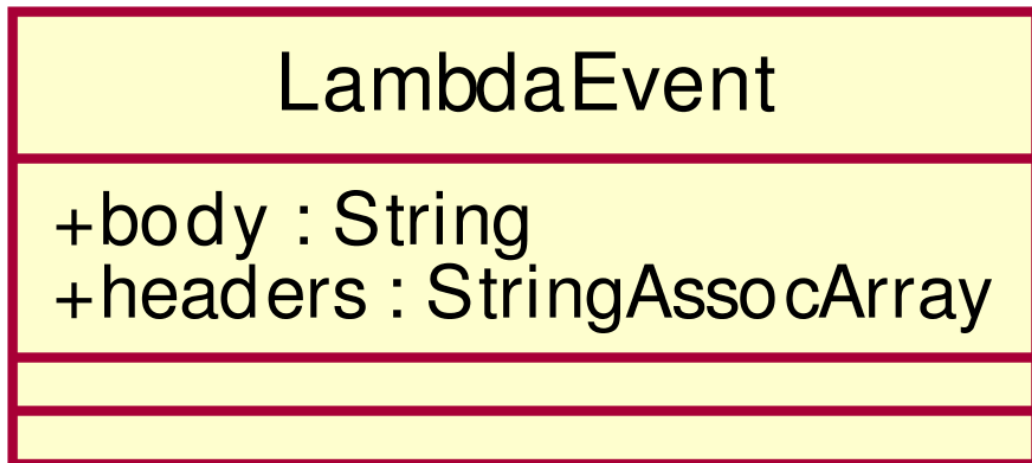 LambdaEvent
+body : String
+headers : StringAssocArray